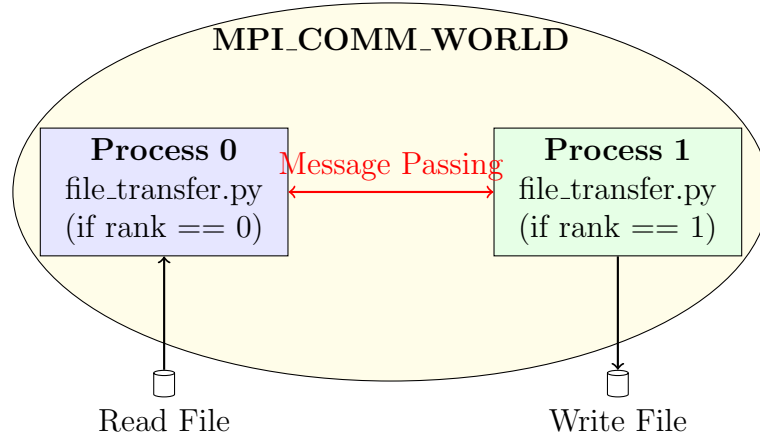 MPI_COMM_WORLD
Process 0
file_transfer.py
(if rank == 0)
Message Passing
Process 1
file_transfer.py
(if rank == 1)
Read File
Write File